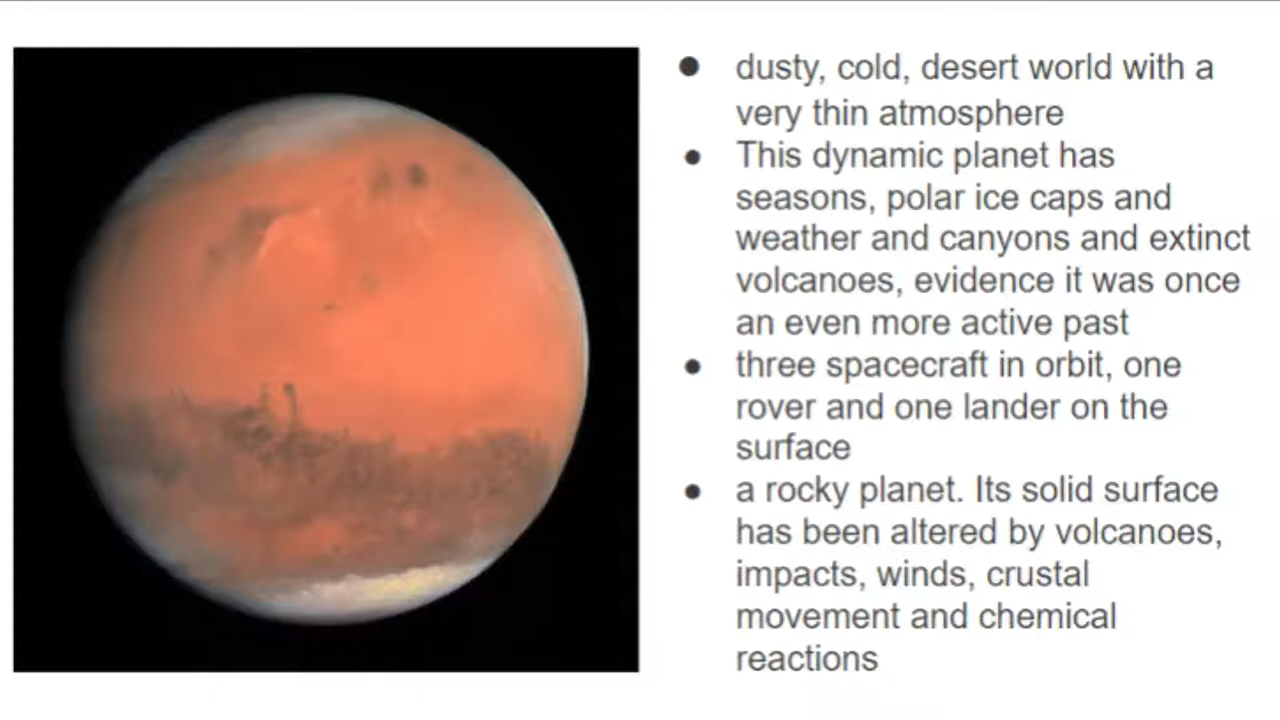 ● dusty, cold, desert world with a
very thin atmosphere
● This dynamic planet has
seasons, polar ice caps and
weather and canyons and extinct
volcanoes, evidence it was once
an even more active past
● three spacecraft in orbit, one
rover and one lander on the
surface
● a rocky planet. Its solid surface
has been altered by volcanoes,
impacts, winds, crustal
movement and chemical
reactions